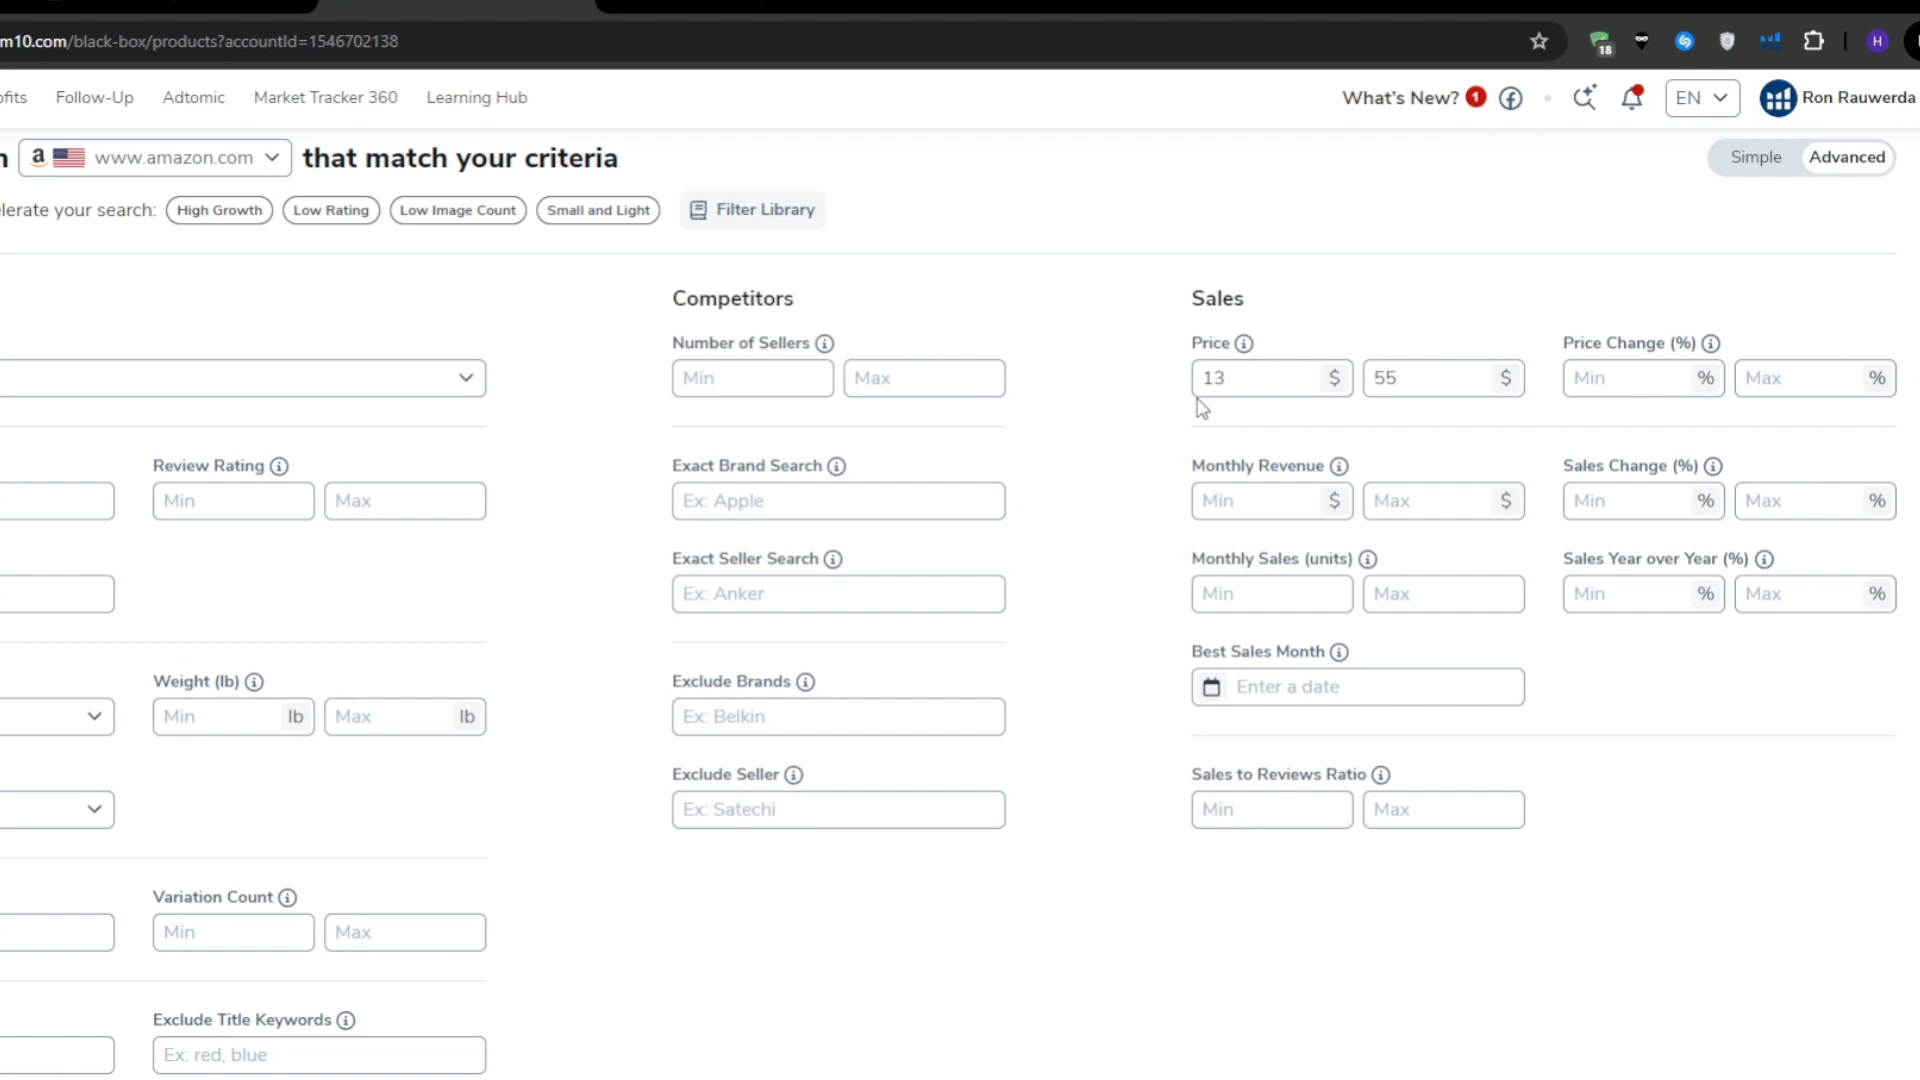 m10.com/black-box/products?accountId=1546702138
18
H
ofits Follow-Up Adtomic Market Tracker 360 Learning Hub
What's New? 1 EN Ron Rauwerda
n a www.amazon.com that match your criteria
Simple Advanced
lerate your search: High Growth Low Rating Low Image Count Small and Light Filter Library
Competitors Sales
Number of Sellers Price Price Change (%)
Min Max 13 $ 55 $ Min % Max %
Review Rating Exact Brand Search Monthly Revenue Sales Change (%)
Min Max Ex: Apple Min $ Max $ Min % Max %
Exact Seller Search Monthly Sales (units) Sales Year over Year (%)
Ex: Anker Min Max Min % Max %
Best Sales Month
Enter a date
Weight (lb) Exclude Brands
Min lb Max lb Ex: Belkin
Exclude Seller Sales to Reviews Ratio
Ex: Satechi Min Max
Variation Count
Min Max
Exclude Title Keywords
Ex: red, blue